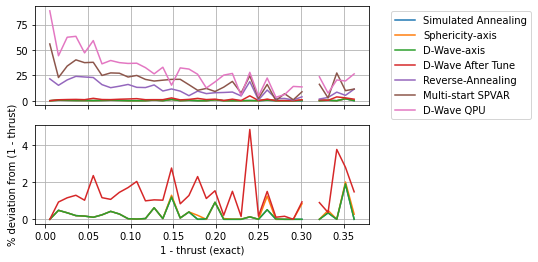 75
50
25
0
4
2
0
0.00
0.05
0.10
0.15
0.20
0.25
0.30
0.35
1 - thrust (exact)
% deviation from (1 - thrust)
Simulated Annealing
Sphericity-axis
D-Wave-axis
D-Wave After Tune
Reverse-Annealing
Multi-start SPVAR
D-Wave QPU